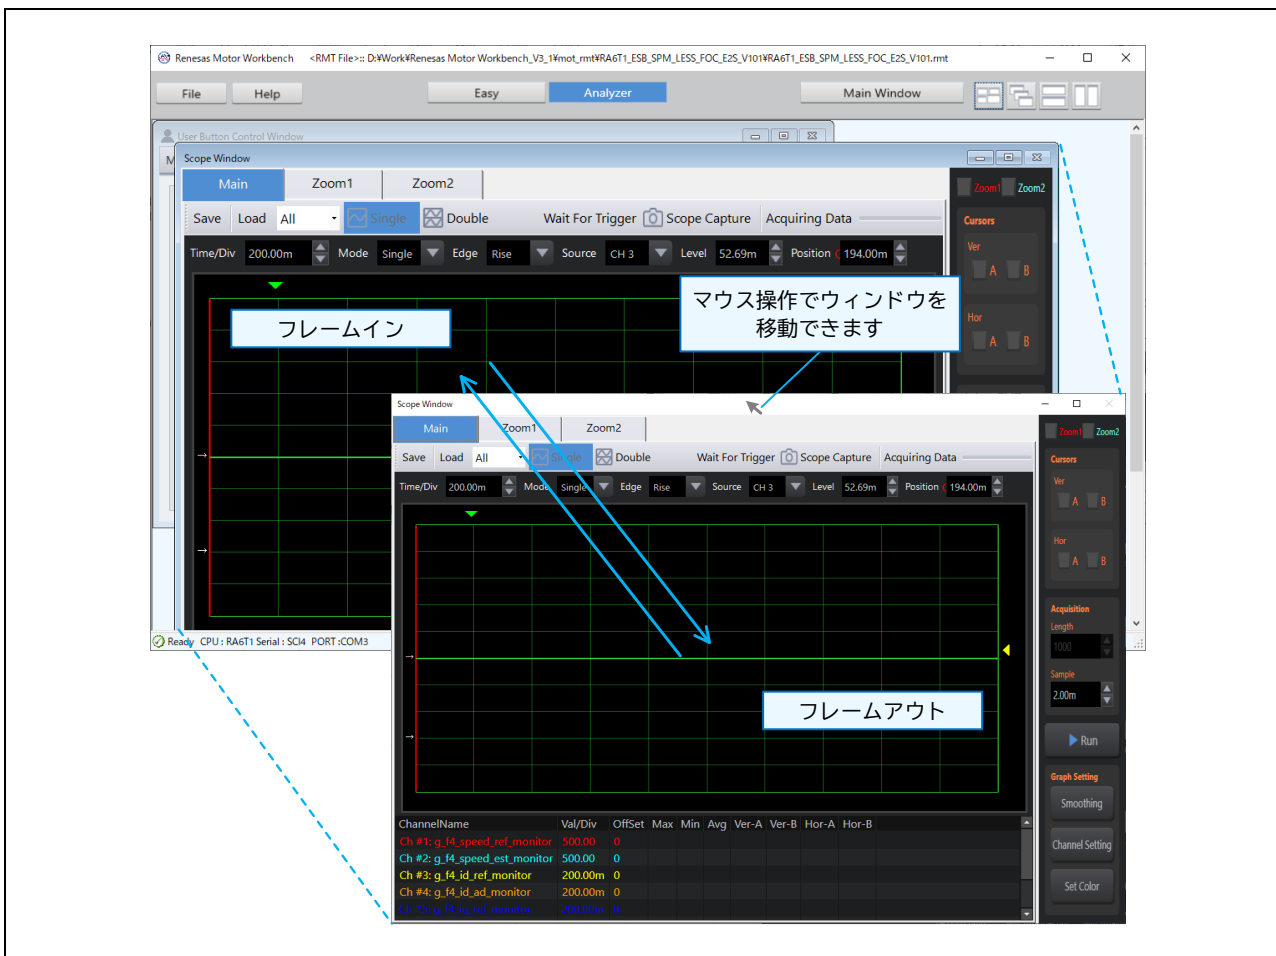 Renesas Motor Workbench <RMT File>:: D:¥Work¥Renesas Motor Workbench_V3_1¥mot_rmt¥RA6T1_ESB_SPM_LESS_FOC_E2S_V101¥RA6T1_ESB_SPM_LESS_FOC_E2S_V101.rmt
File Help Easy Analyzer Main Window
User Button Control Window
M
Scope Window
Main Zoom1 Zoom2
Zoom1 Zoom2
Save Load All Single Double Wait For Trigger Scope Capture Acquiring Data
Cursors
Time/Div 200.00m Mode Single Edge Rise Source CH 3 Level 52.69m Position 194.00m
Ver
A B
Hor
A B
フレームイン
マウス操作でウィンドウを
移動できます
Scope Window
Main Zoom1 Zoom2
Zoom1 Zoom2
Save Load All Single Double Wait For Trigger Scope Capture Acquiring Data
Cursors
Time/Div 200.00m Mode Single Edge Rise Source CH 3 Level 52.69m Position 194.00m
Ver
A B
Hor
A B
Acquisition
Length
1000
Sample
2.00m
フレームアウト
Run
Graph Setting
Smoothing
Channel Setting
Set Color
ChannelName Val/Div OffSet Max Min Avg Ver-A Ver-B Hor-A Hor-B
Ch #1: g_f4_speed_ref_monitor 500.00 0
Ch #2: g_f4_speed_est_monitor 500.00 0
Ch #3: g_f4_id_ref_monitor 200.00m 0
Ch #4: g_f4_id_ad_monitor 200.00m 0
Ch #5: g_f4_iq_ref_monitor 200.00m 0
Ready CPU : RA6T1 Serial : SCI4 PORT :COM3